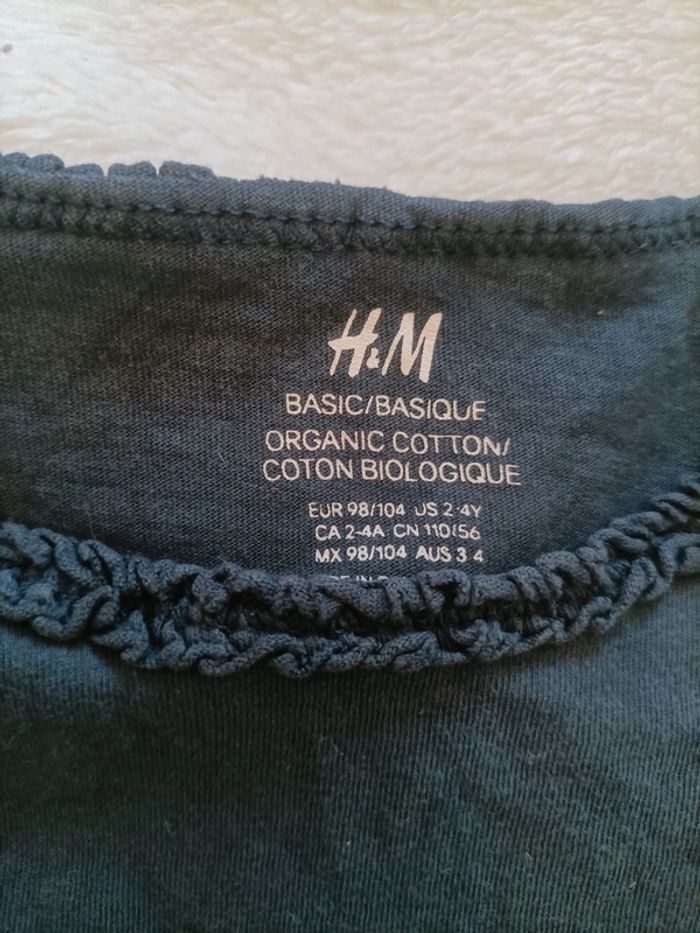 H&M
BASIC/BASIQUE
ORGANIC COTTON/
COTON BIOLOGIQUE
EUR 98/104 US 2-4Y
CA 2-4A CN 110/56
MX 98/104 AUS 3 4